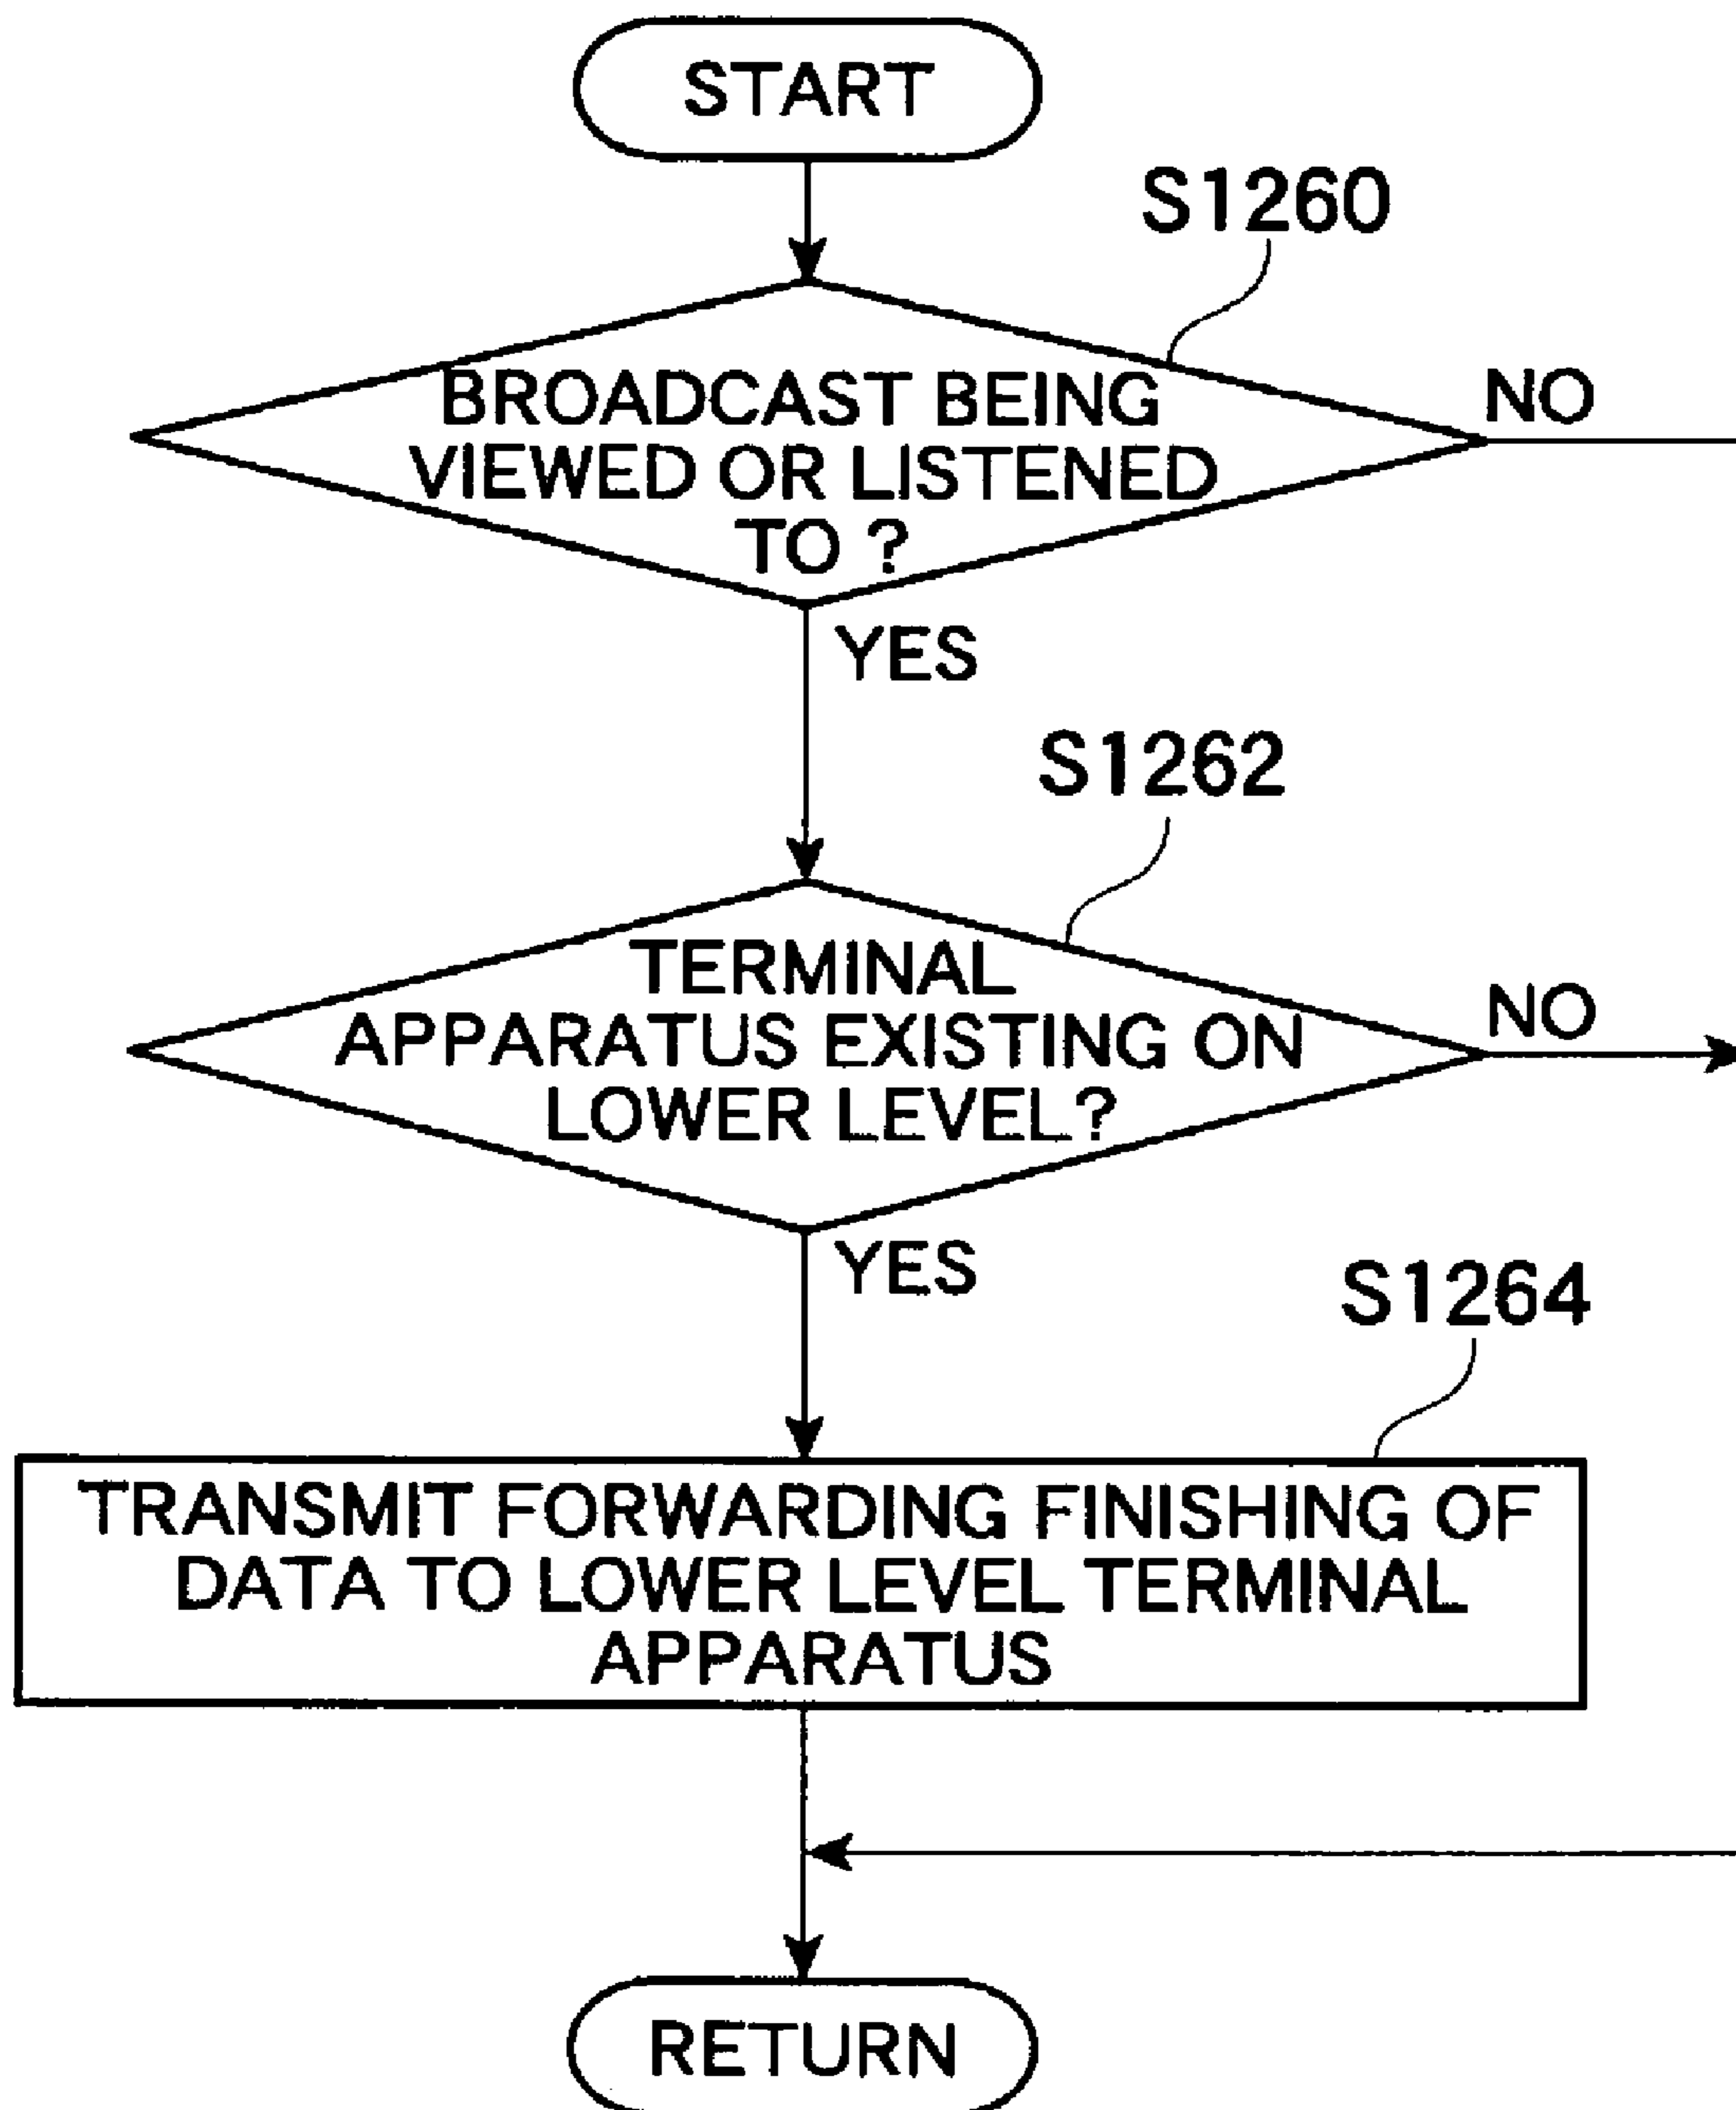 START
S1260
BROADCAST BEING
VIEWED OR LISTENED
TO ?
NO
YES
S1262
TERMINAL
APPARATUS EXISTING ON
LOWER LEVEL?
NO
YES
S1264
TRANSMIT FORWARDING FINISHING OF
DATA TO LOWER LEVEL TERMINAL
APPARATUS
RETURN